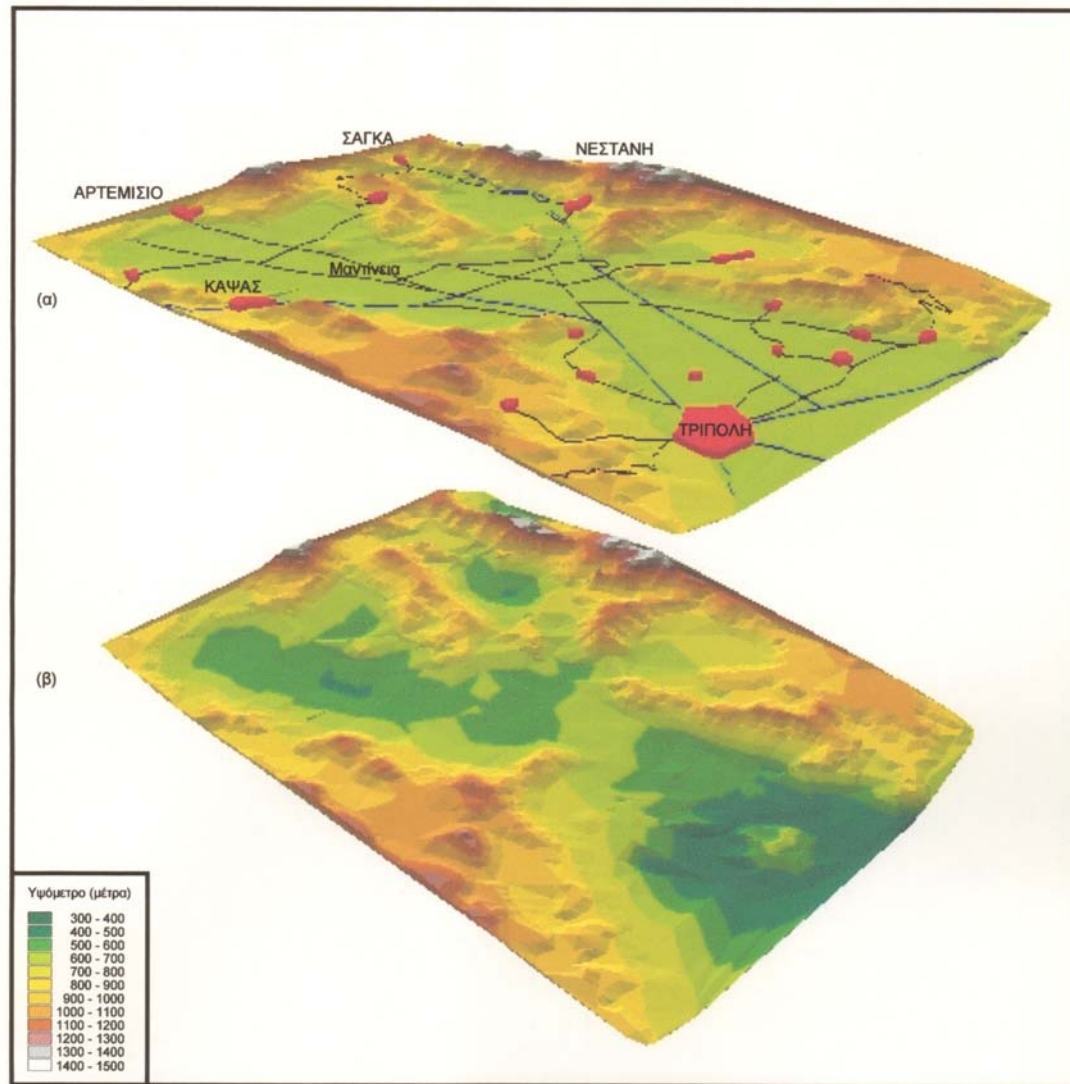 ΣΑΓΚΑ
ΝΕΣΤΑΝΗ
ΑΡΤΕΜΙΣΙΟ
Μαντίνεια
(α)
ΚΑΨΑΣ
ΤΡΙΠΟΛΗ
(β)
Υψόμετρο (μέτρα)
300 - 400
400 - 500
500 - 600
600 - 700
700 - 800
800 - 900
900 - 1000
1000 - 1100
1100 - 1200
1200 - 1300
1300 - 1400
1400 - 1500